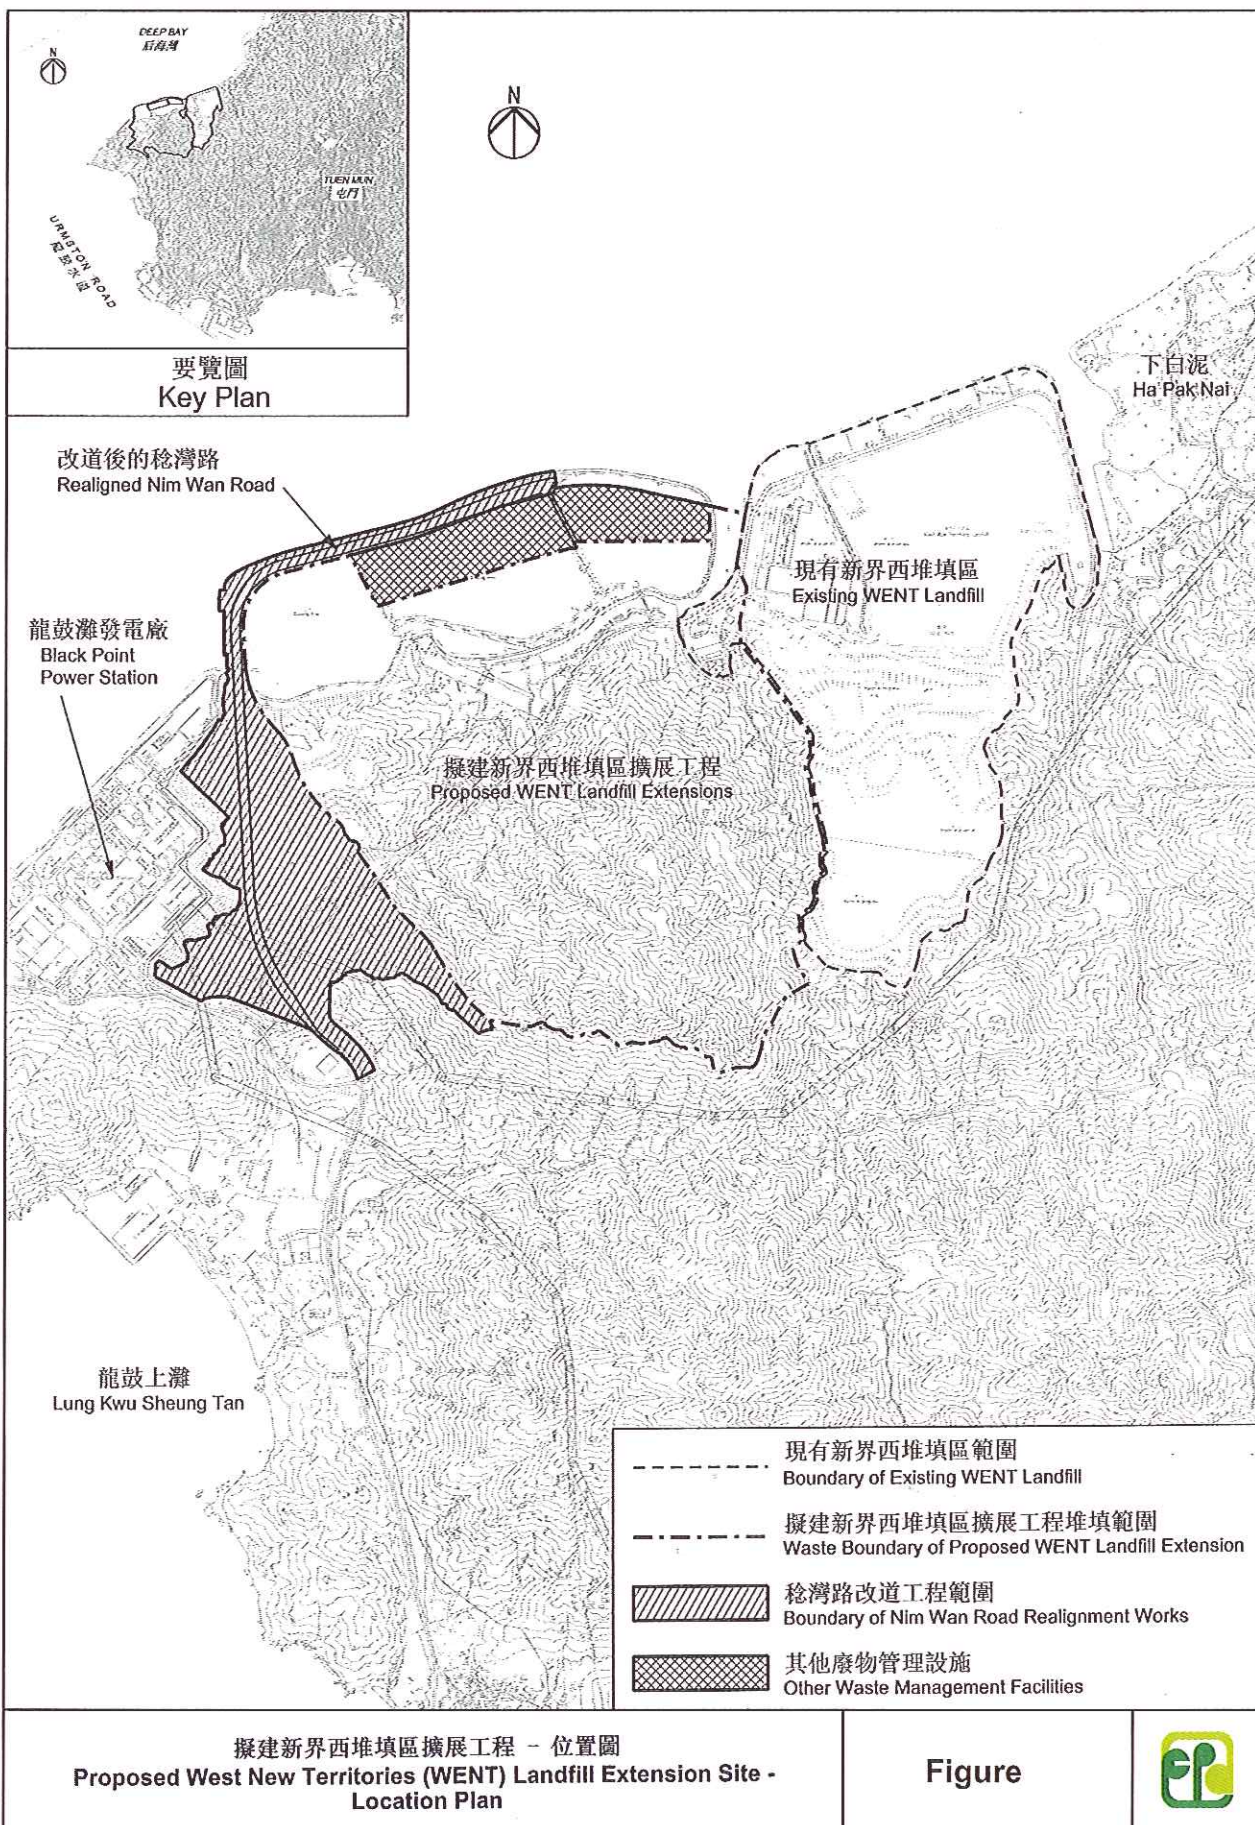 DEEP BAY
后海灣
N
TUEN MUN
屯門
URMSTON ROAD
要覽圖
Key Plan
N
下白泥
Ha Pak Nai
改道後的稔灣路
Realigned Nim Wan Road
現有新界西堆填區
Existing WENT Landfill
龍鼓灘發電廠
Black Point
Power Station
擬建新界西堆填區擴展工程
Proposed WENT Landfill Extensions
龍鼓上灘
Lung Kwu Sheung Tan
現有新界西堆填區範圍
Boundary of Existing WENT Landfill
擬建新界西堆填區擴展工程堆填範圍
Waste Boundary of Proposed WENT Landfill Extension
稔灣路改道工程範圍
Boundary of Nim Wan Road Realignment Works
其他廢物管理設施
Other Waste Management Facilities
擬建新界西堆填區擴展工程 - 位置圖
Proposed West New Territories (WENT) Landfill Extension Site -
Location Plan
Figure